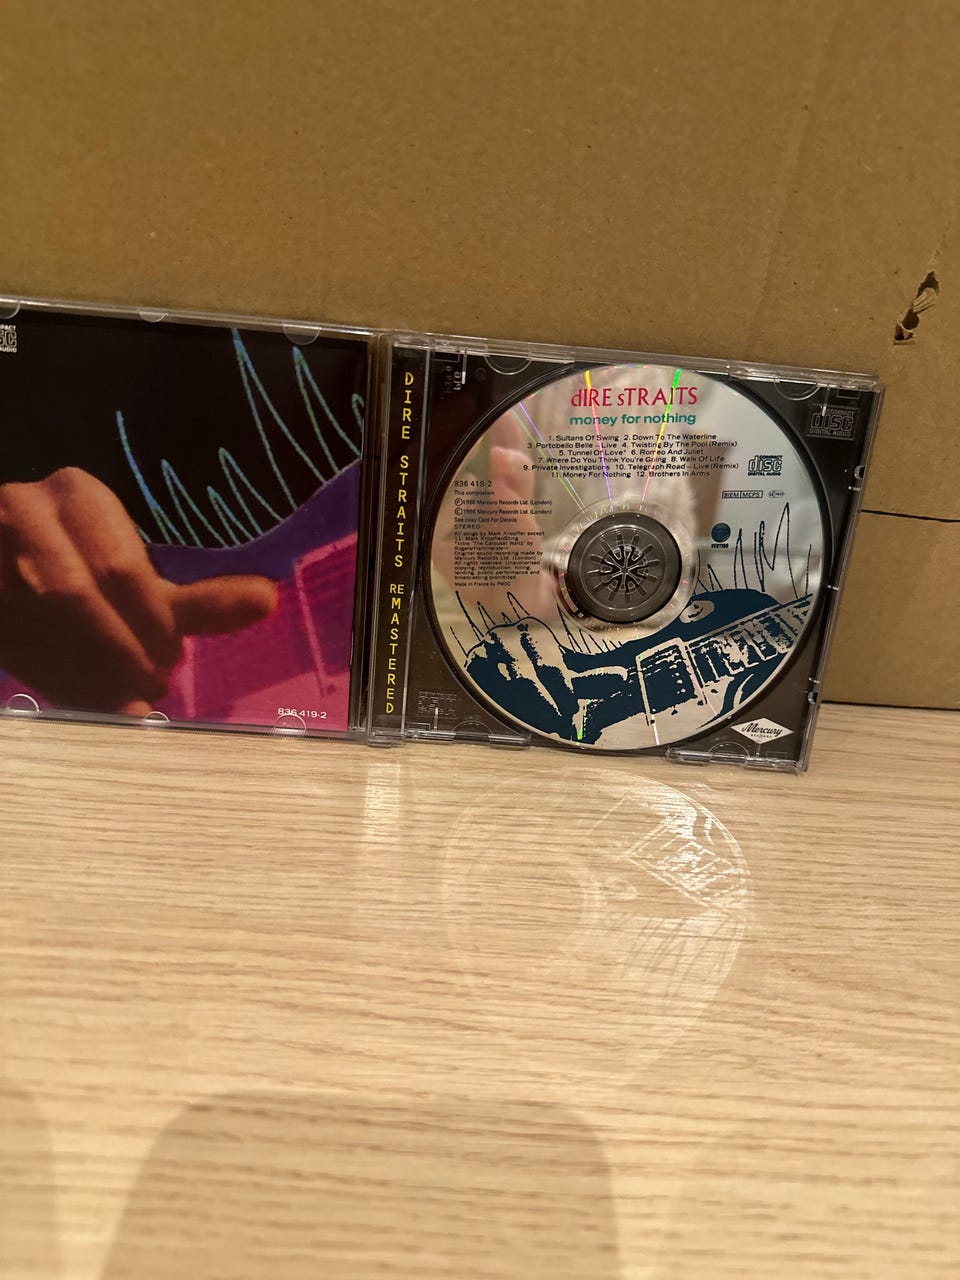 836 419-2
DIRE STRAITS REMASTERED
dIRE sTRAITS
money for nothing
1. Sultans Of Swing 2. Down To The Waterline
3. Portobello Belle – Live 4. Twisting By The Pool (Remix)
5. Tunnel Of Love* 6. Romeo And Juliet
7. Where Do You Think You're Going 8. Walk Of Life
9. Private Investigations 10. Telegraph Road – Live (Remix)
11. Money For Nothing 12. Brothers In Arms
836 419-2
This compilation
Mercury Records Ltd. (London)
Mercury Records Ltd. (London)
See Inlay Card For Details
STEREO
All songs by Mark Knopfler except
11: Mark Knopfler/Sting
*Intro 'The Carousel Waltz' by
Rogers/Hammerstein
Original sound recording made by
Mercury Records Ltd. (London)
All rights reserved. Unauthorised
copying, reproduction, hiring,
lending, public performance and
broadcasting prohibited
Made in France by PMDC
COMPACT
disc
DIGITAL AUDIO
BIEM MCPS
VERTIGO
COMPACT
disc
DIGITAL AUDIO
Mercury
RECORDS